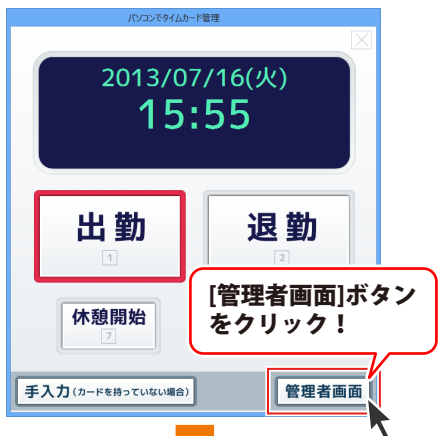 パソコンでタイムカード管理
2013/07/16(火)
15:55
出勤
1
退勤
2
休憩開始
7
[管理者画面]ボタン
をクリック!
手入力(カードを持っていない場合)
管理者画面